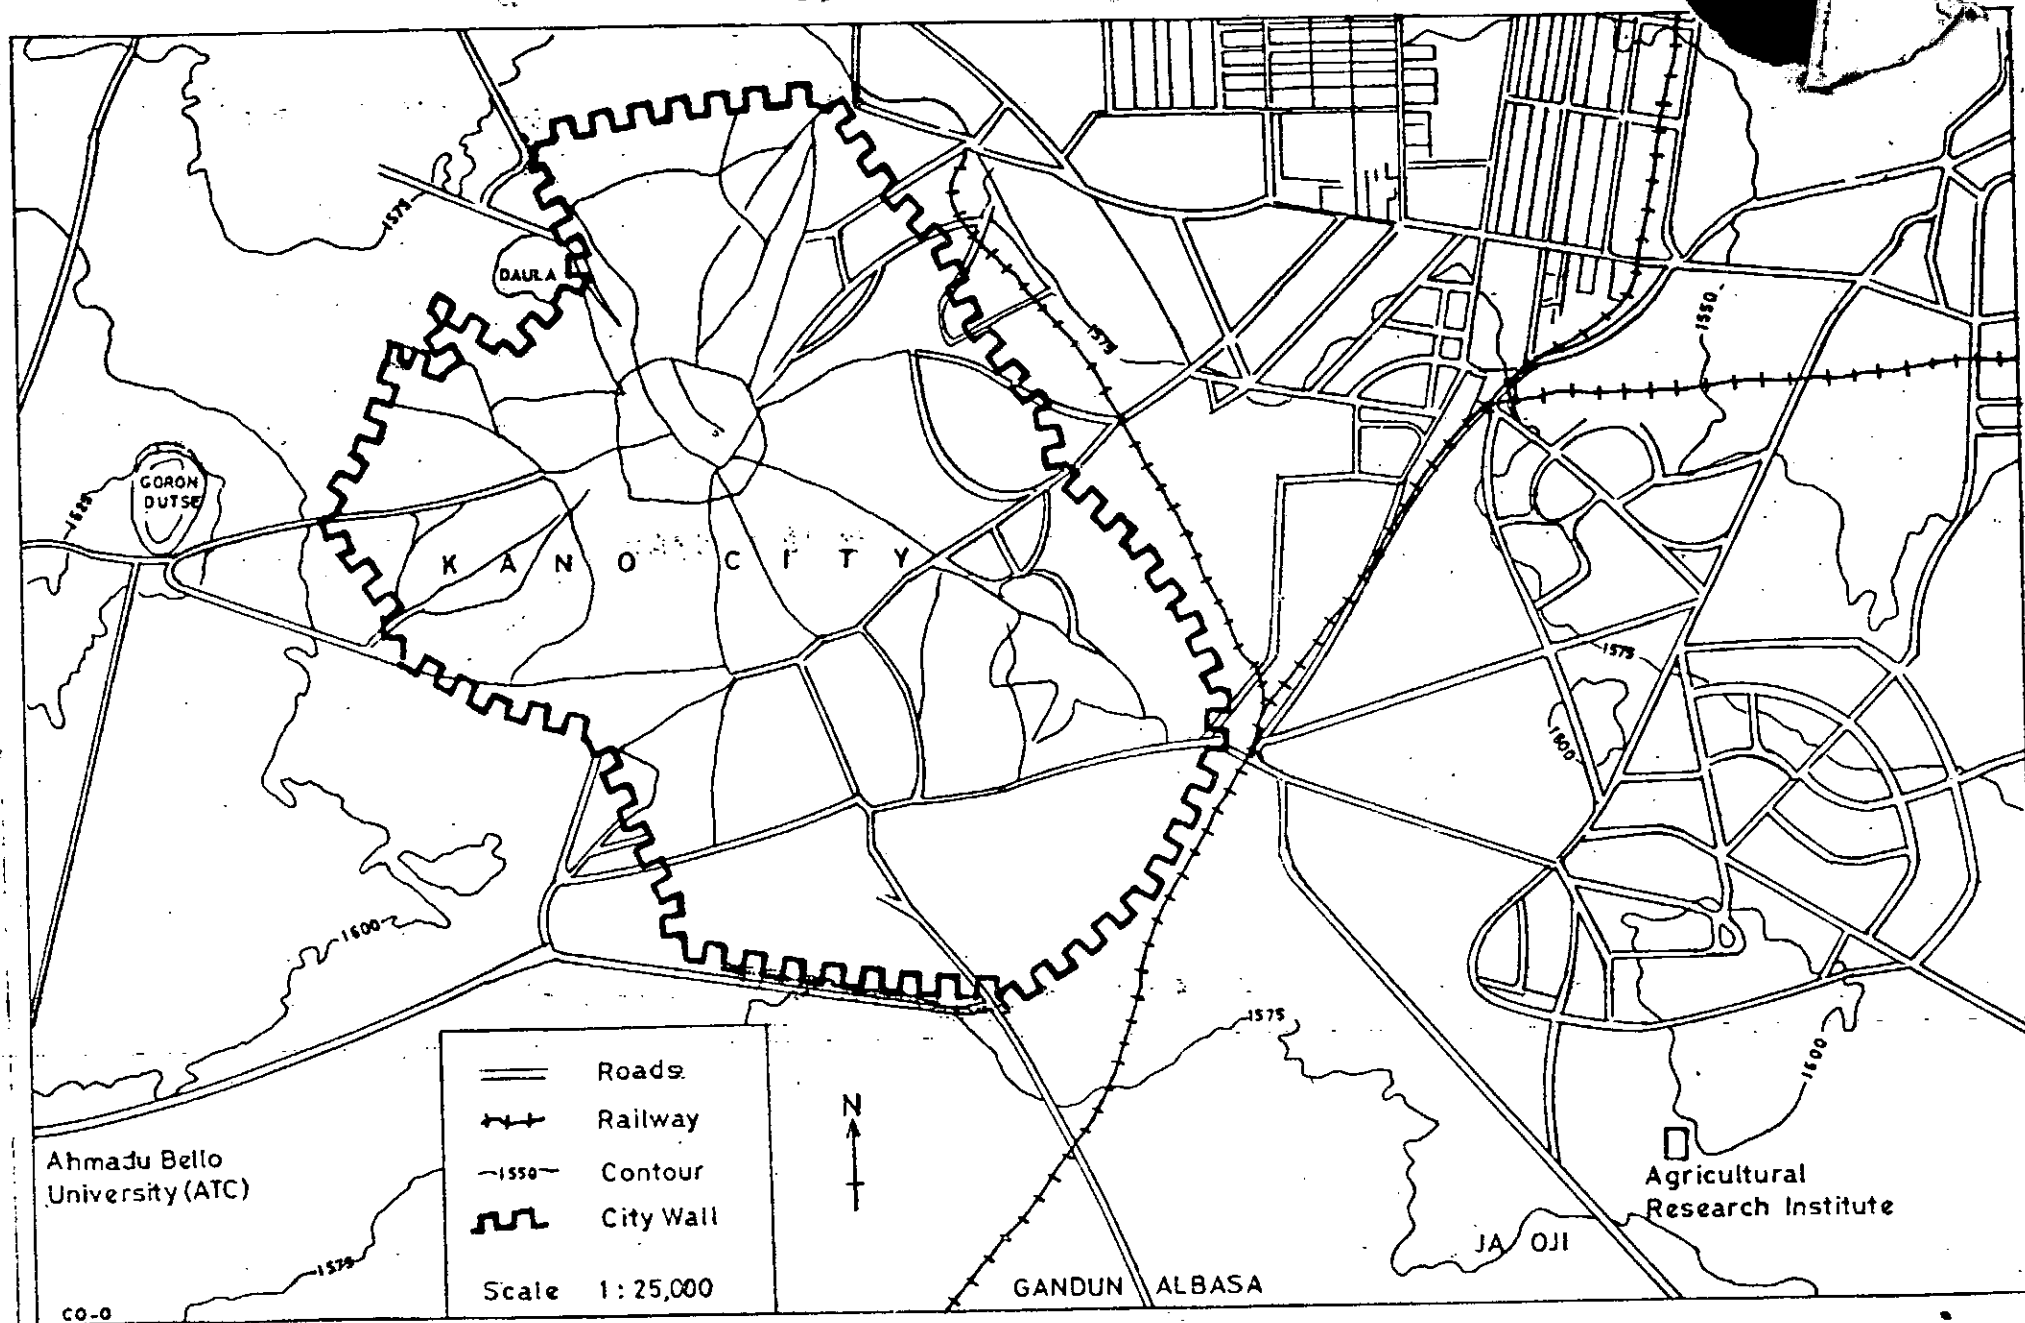 1575
DAULA
1575
1550
GORON
DUTSE
1525
KANO CITY
1575
1600
1600
1575
1600
Roads
Railway
1550 Contour
City Wall
Scale 1:25,000
N
Ahmadu Bello
University (ATC)
1575
Agricultural
Research Institute
JA OJI
GANDUN ALBASA
CO-O